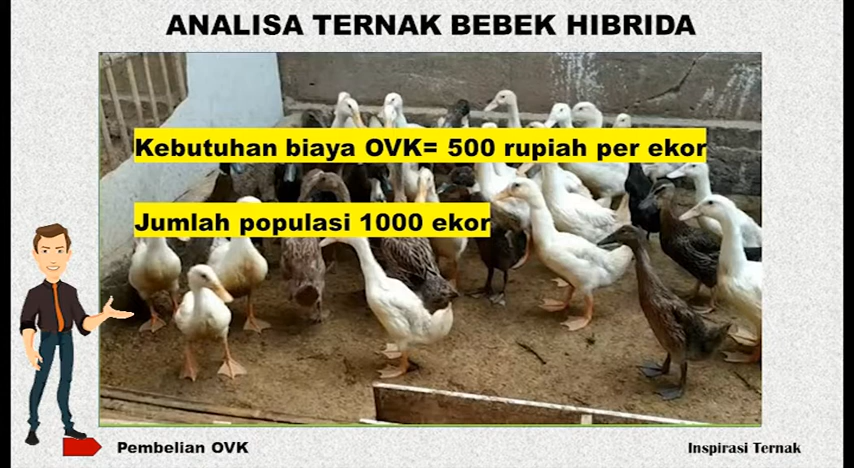 ANALISA TERNAK BEBEK HIBRIDA
Kebutuhan biaya OVK= 500 rupiah per ekor
Jumlah populasi 1000 ekor
Pembelian OVK
Inspirasi Ternak